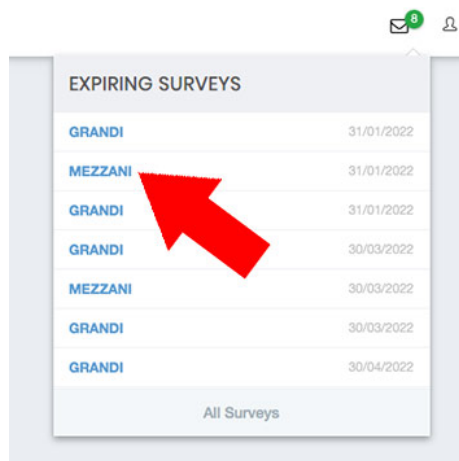 8
EXPIRING SURVEYS
GRANDI 31/01/2022
MEZZANI 31/01/2022
GRANDI 31/01/2022
GRANDI 30/03/2022
MEZZANI 30/03/2022
GRANDI 30/03/2022
GRANDI 30/04/2022
All Surveys